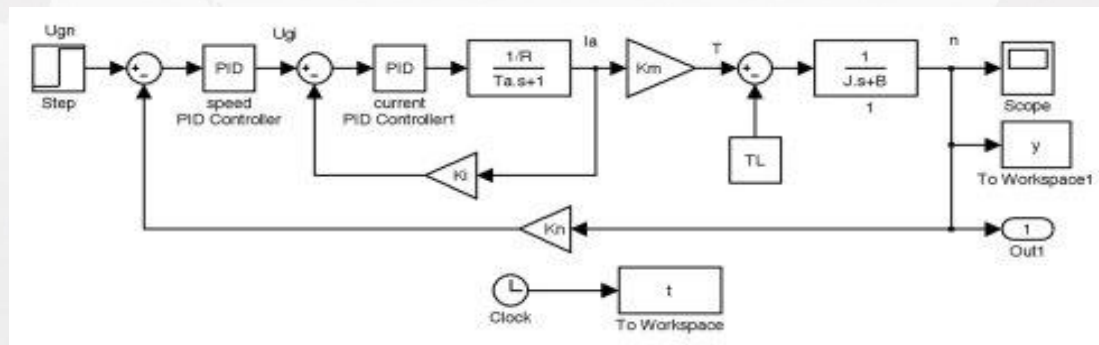 Ugn
Step
+
-
PID
speed
PID Controller
Ugi
+
-
PID
current
PID Controller1
1/R
Ta.s+1
Ia
Km
T
+
-
TL
1
J.s+B
1
n
Scope
y
To Workspace1
Ki
Kn
1
Out1
Clock
t
To Workspace